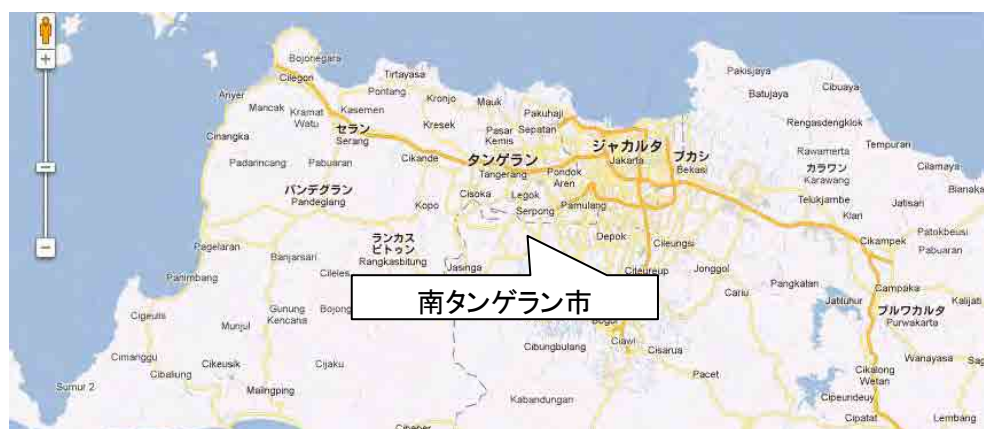 Bojonegara
Cilegon
Tirtayasa
Pontang
Anyer
Mancak
Kramat
Watu
Kasemen
Kronjo
Mauk
Pakuhaji
Pakisjaya
Cibuaya
Batujaya
Cinangka
セラン
Serang
Kresek
Pasar
Kemis
Sepatan
Rengasdengklok
Padarincang
Pabuaran
Cikande
タンゲラン
Tangerang
Pondok
Aren
ジャカルタ
Jakarta
ブカシ
Bekasi
Rawamerta
Tempuran
カラワン
Karawang
Cilamaya
パンデグラン
Pandeglang
Kopo
Cisoka
Legok
Serpong
Pamulang
Telukjambe
Klari
Jatisari
Bianaka
ランカス
ビトゥン
Rangkasbitung
Depok
Cileungsi
Cikampek
Patokbeusi
Pabuaran
Pagelaran
Banjarsari
Cileles
Jasinga
Citeureup
Jonggol
Panimbang
南タンゲラン市
Cariu
Pangkalan
Jatiluhur
Campaka
Kalijati
プルワカルタ
Purwakarta
Cigeulis
Munjul
Gunung
Kencana
Bojong
Bogor
Cibungbulang
Ciawi
Cisarua
Cimanggu
Cibaliung
Cikeusik
Cijaku
Wanayasa
Sag
Sumur 2
Malingping
Pacet
Cikalong
Wetan
Cipeundeuy
Kabandungan
Cipatat
Lembang